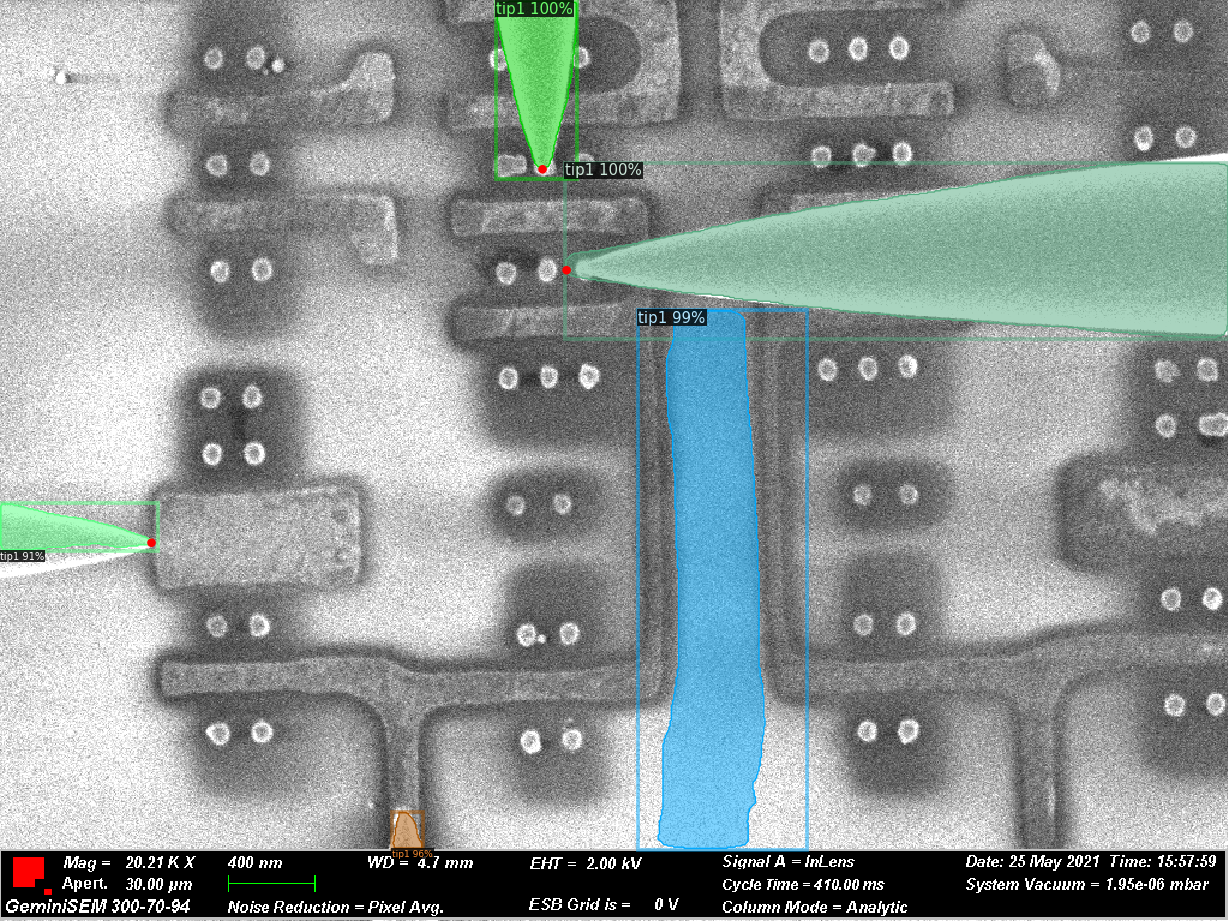 tip1 100%
tip1 100%
tip1 99%
tip1 91%
tip1 96%
Mag = 20.21 K X
400 nm
WD = 4.7 mm
EHT = 2.00 kV
Signal A = InLens
Date: 25 May 2021 Time: 15:57:59
Apert. 30.00 µm
Cycle Time = 410.00 ms
System Vacuum = 1.95e-06 mbar
GeminiSEM 300-70-94
Noise Reduction = Pixel Avg.
ESB Grid is = 0 V
Column Mode = Analytic